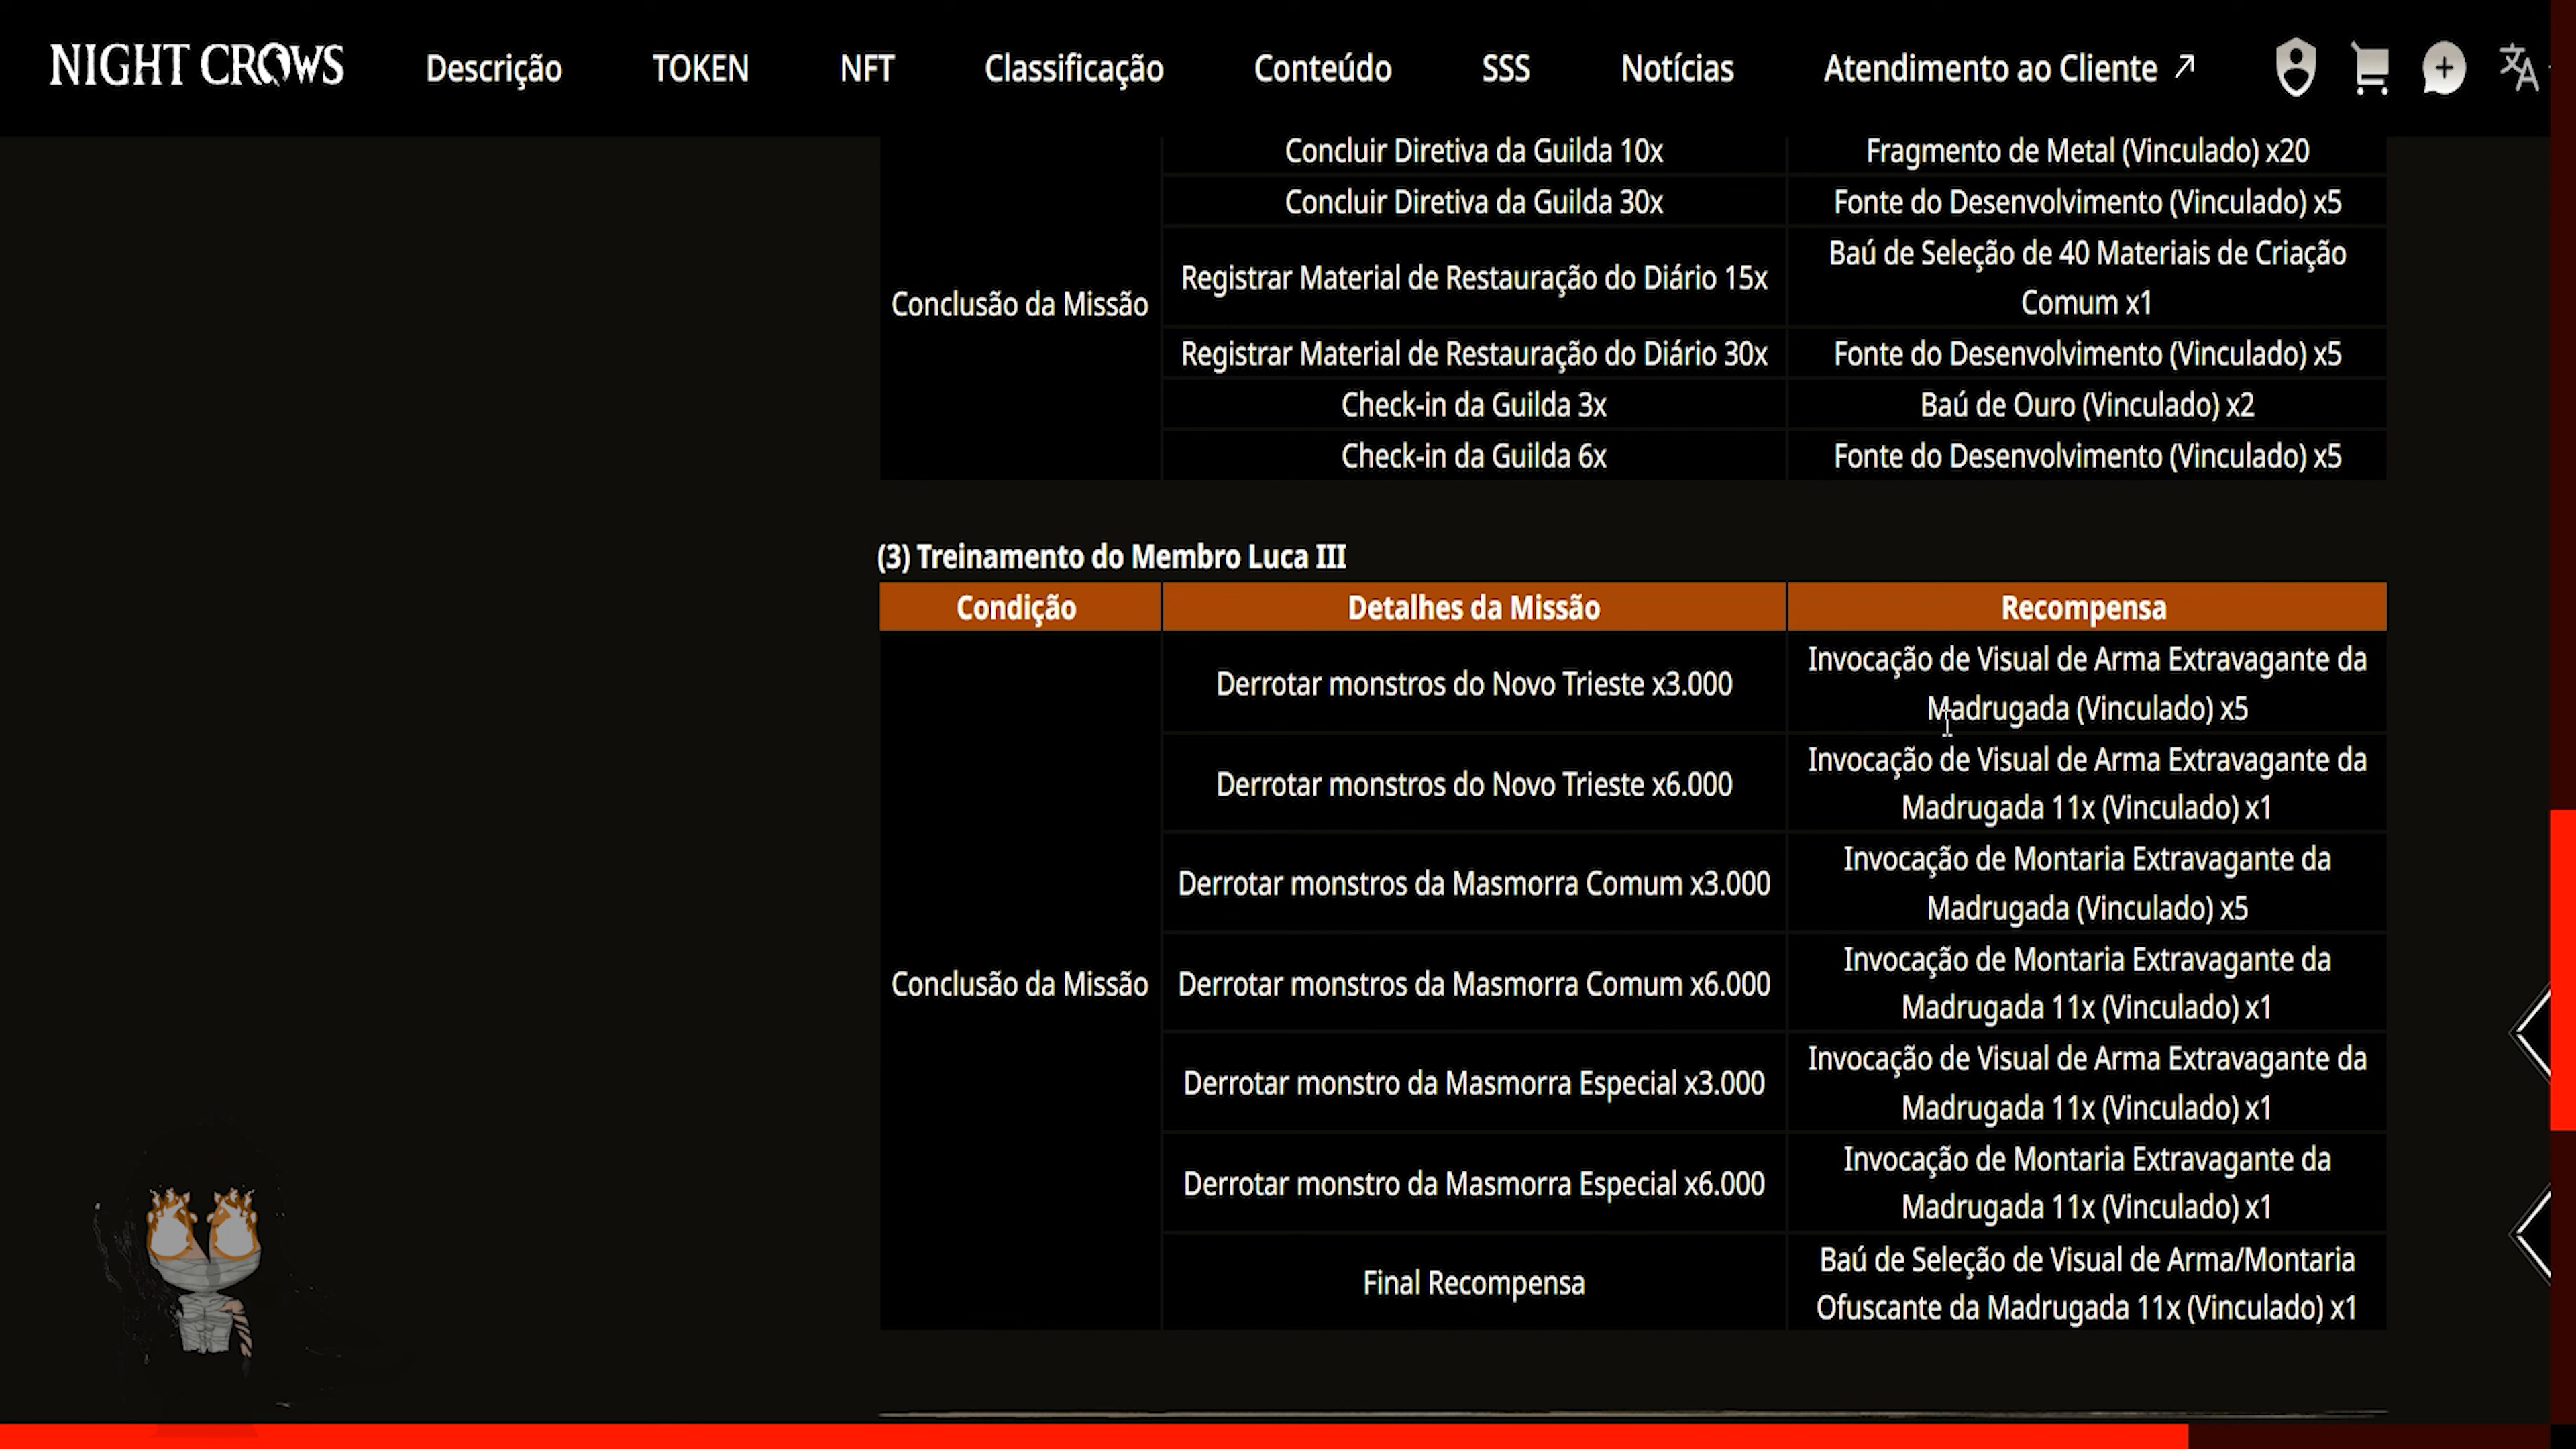 NIGHT CROWS
Descrição
TOKEN
NFT
Classificação
Conteúdo
SSS
Notícias
Atendimento ao Cliente
Concluir Diretiva da Guilda 10x
Fragmento de Metal (Vinculado) x20
Concluir Diretiva da Guilda 30x
Fonte do Desenvolvimento (Vinculado) x5
Conclusão da Missão
Registrar Material de Restauração do Diário 15x
Baú de Seleção de 40 Materiais de Criação
Comum x1
Registrar Material de Restauração do Diário 30x
Fonte do Desenvolvimento (Vinculado) x5
Check-in da Guilda 3x
Baú de Ouro (Vinculado) x2
Check-in da Guilda 6x
Fonte do Desenvolvimento (Vinculado) x5
(3) Treinamento do Membro Luca III
Condição
Detalhes da Missão
Recompensa
Conclusão da Missão
Derrotar monstros do Novo Trieste x3.000
Invocação de Visual de Arma Extravagante da
Madrugada (Vinculado) x5
Derrotar monstros do Novo Trieste x6.000
Invocação de Visual de Arma Extravagante da
Madrugada 11x (Vinculado) x1
Derrotar monstros da Masmorra Comum x3.000
Invocação de Montaria Extravagante da
Madrugada (Vinculado) x5
Derrotar monstros da Masmorra Comum x6.000
Invocação de Montaria Extravagante da
Madrugada 11x (Vinculado) x1
Derrotar monstro da Masmorra Especial x3.000
Invocação de Visual de Arma Extravagante da
Madrugada 11x (Vinculado) x1
Derrotar monstro da Masmorra Especial x6.000
Invocação de Montaria Extravagante da
Madrugada 11x (Vinculado) x1
Final Recompensa
Baú de Seleção de Visual de Arma/Montaria
Ofuscante da Madrugada 11x (Vinculado) x1